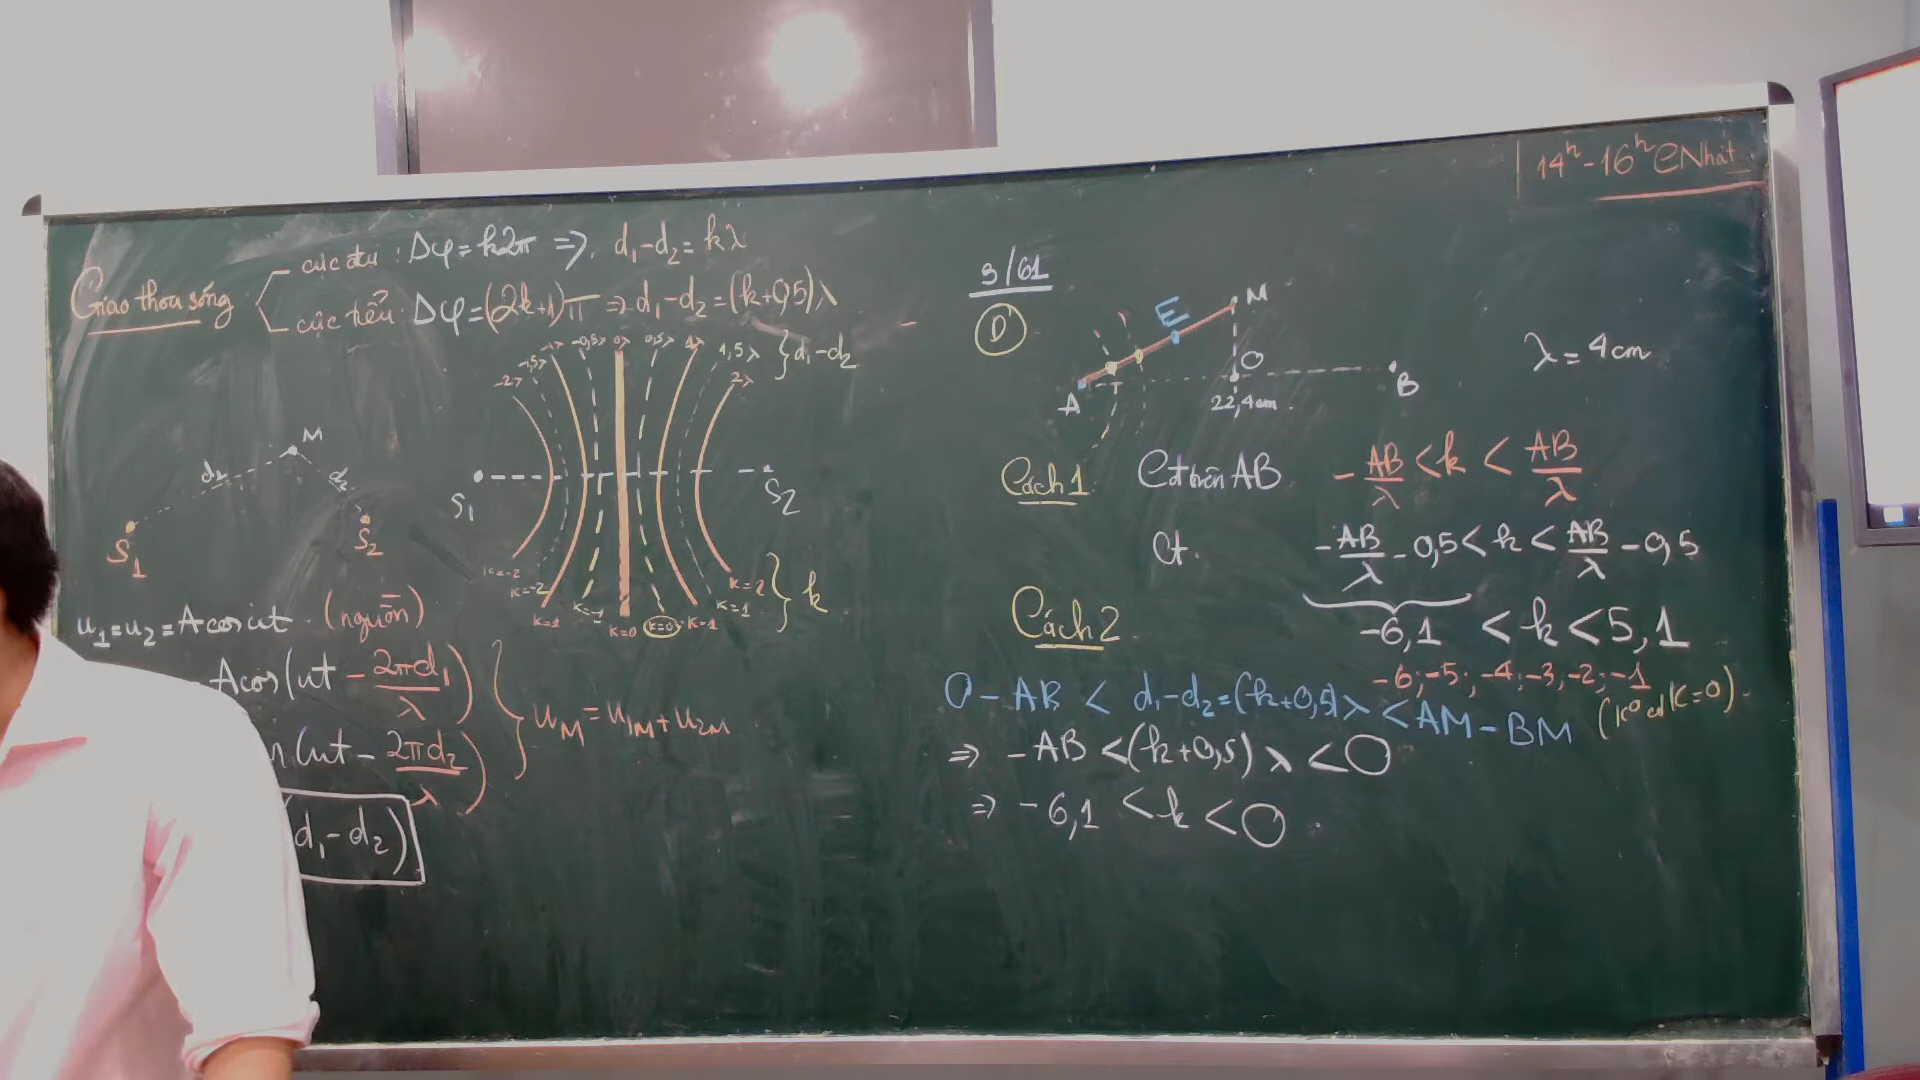 14h - 16h C Nhật
Giao thoa sóng
cực đại : Δφ = k2π => d₁-d₂ = kλ
cực tiểu : Δφ = (2k+1)π => d₁-d₂ = (k+0,5)λ
-2λ -1,5λ -λ -0,5λ 0λ 0,5λ 1λ 1,5λ 2λ } d₁-d₂
M
d₁ d₂
S₁ S₂
S₁ S₂
K=-2 K=-2 K=-1 K=0 K=0 K=1 K=1 K=2 } k
u₁=u₂=Acosωt (nguồn)
Acos(ωt - 2πd₁/λ)
(ωt - 2πd₂/λ)
} u_M = u₁M + u₂M
d₁-d₂)
3/61
D
A E M O B
22,4cm
λ = 4cm
Cách 1 Cđ trên AB -AB/λ < k < AB/λ
Ct. -AB/λ - 0,5 < k < AB/λ - 0,5
-6,1 < k < 5,1
-6;-5;-4;-3;-2;-1
(K⁰ có K=0)
Cách 2
0 - AB < d₁-d₂=(k+0,5)λ < AM - BM
=> -AB < (k+0,5)λ < 0
=> -6,1 < k < 0